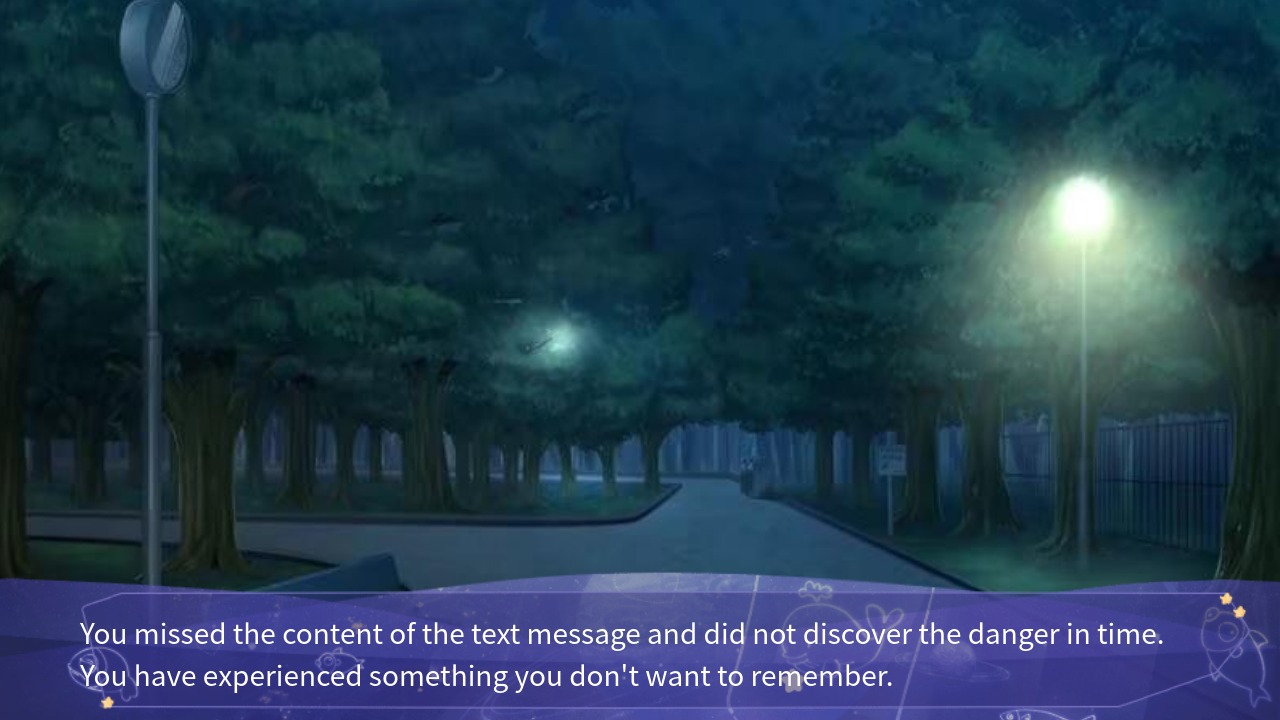 You missed the content of the text message and did not discover the danger in time.
You have experienced something you don't want to remember.